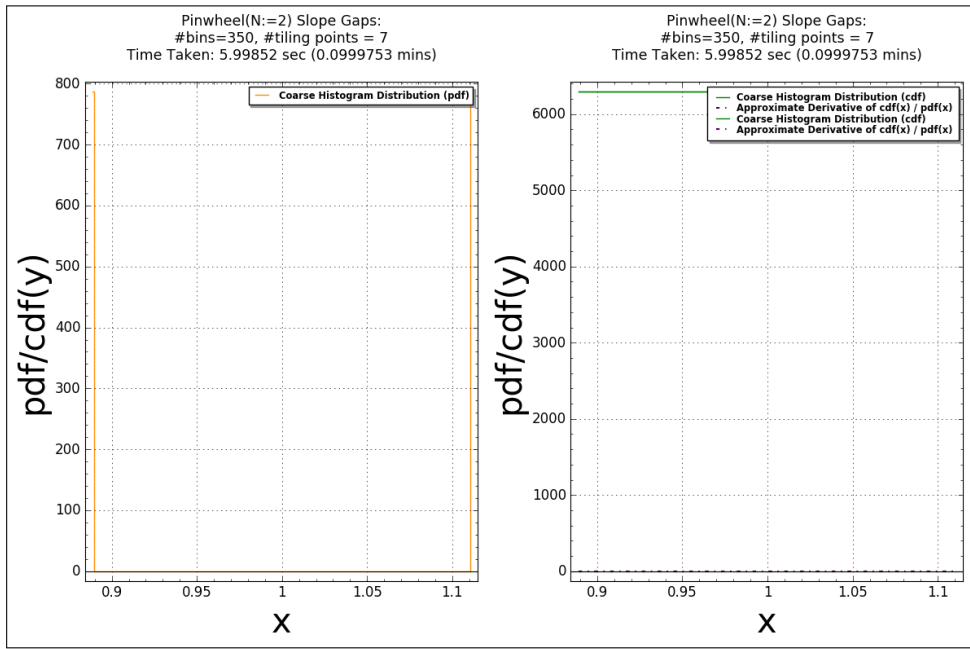 Pinwheel(N:=2) Slope Gaps:
#bins=350, #tiling points = 7
Time Taken: 5.99852 sec (0.0999753 mins)
Coarse Histogram Distribution (pdf)
800
700
600
500
400
300
200
100
0
pdf/cdf(y)
0.9
0.95
1
1.05
1.1
x
Pinwheel(N:=2) Slope Gaps:
#bins=350, #tiling points = 7
Time Taken: 5.99852 sec (0.0999753 mins)
Coarse Histogram Distribution (cdf)
Approximate Derivative of cdf(x) / pdf(x)
Coarse Histogram Distribution (cdf)
Approximate Derivative of cdf(x) / pdf(x)
6000
5000
4000
3000
2000
1000
0
pdf/cdf(y)
0.9
0.95
1
1.05
1.1
x